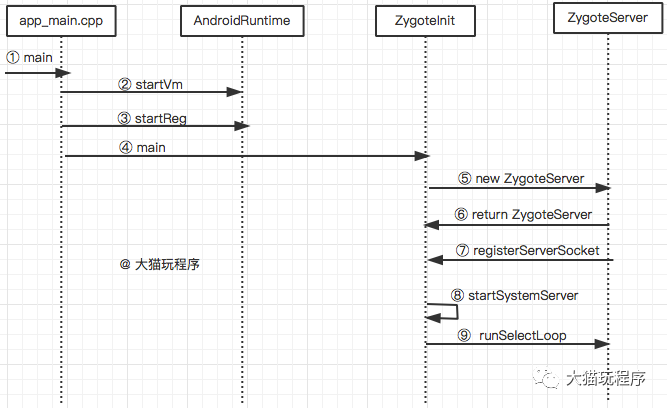 app_main.cpp
AndroidRuntime
ZygoteInit
ZygoteServer
① main
② startVm
③ startReg
④ main
⑤ new ZygoteServer
⑥ return ZygoteServer
⑦ registerServerSocket
@ 大猫玩程序
⑧ startSystemServer
⑨ runSelectLoop
大猫玩程序